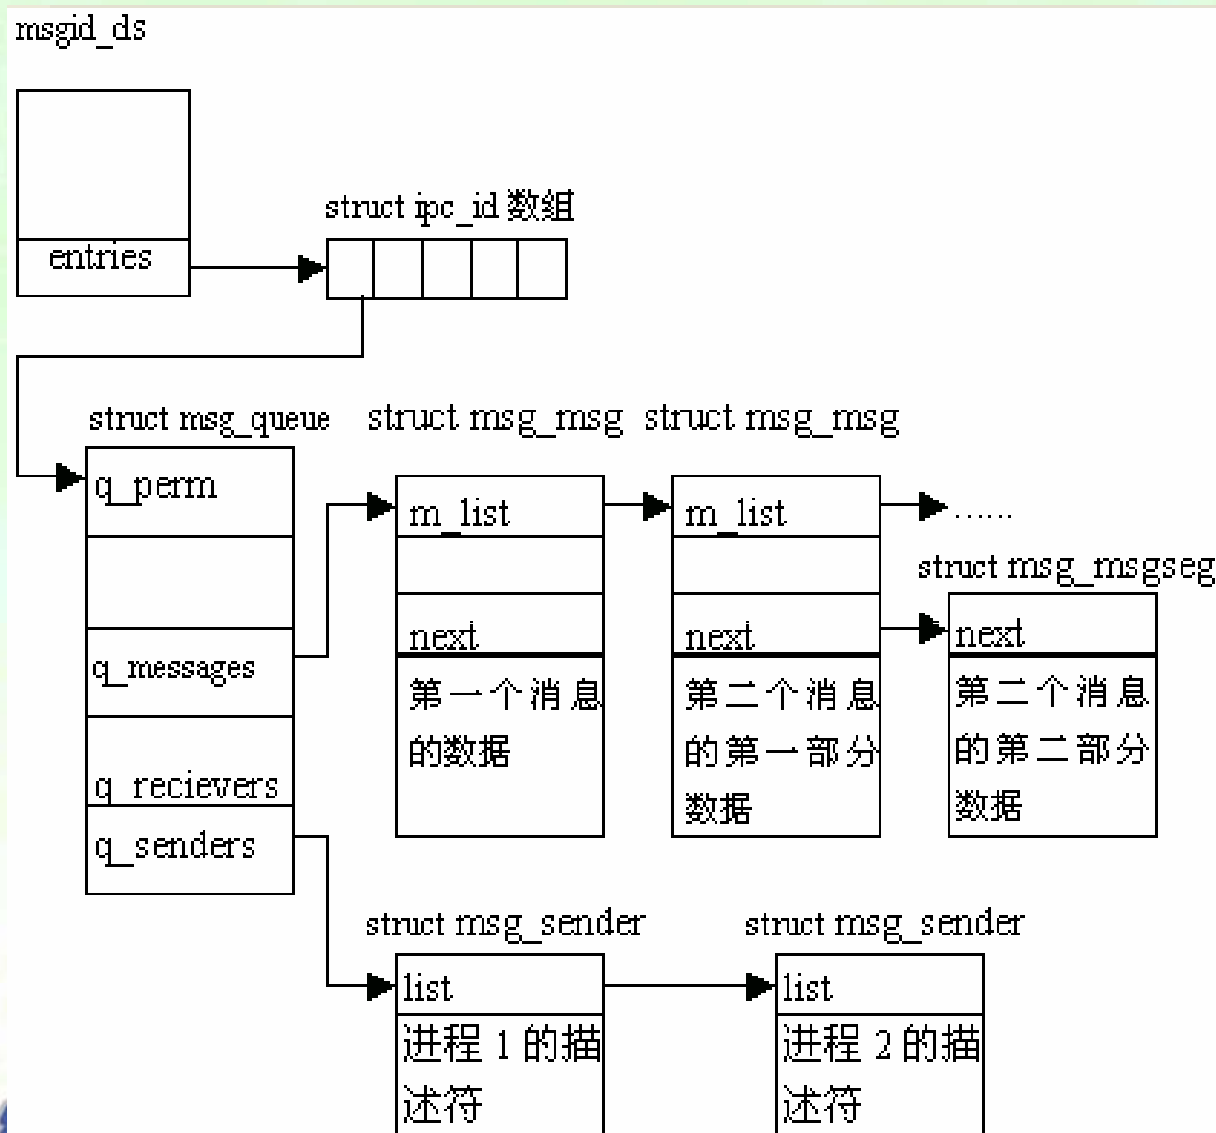 msgid_ds
struct ipc_id 数组
entries
struct msg_queue
struct msg_msg
struct msg_msg
q_perm
m_list
m_list
......
struct msg_msgseg
next
next
next
q_messages
第一个消息
的数据
第二个消息
的第一部分
数据
第二个消息
的第二部分
数据
q_recievers
q_senders
struct msg_sender
struct msg_sender
list
list
进程 1 的描
述符
进程 2 的描
述符